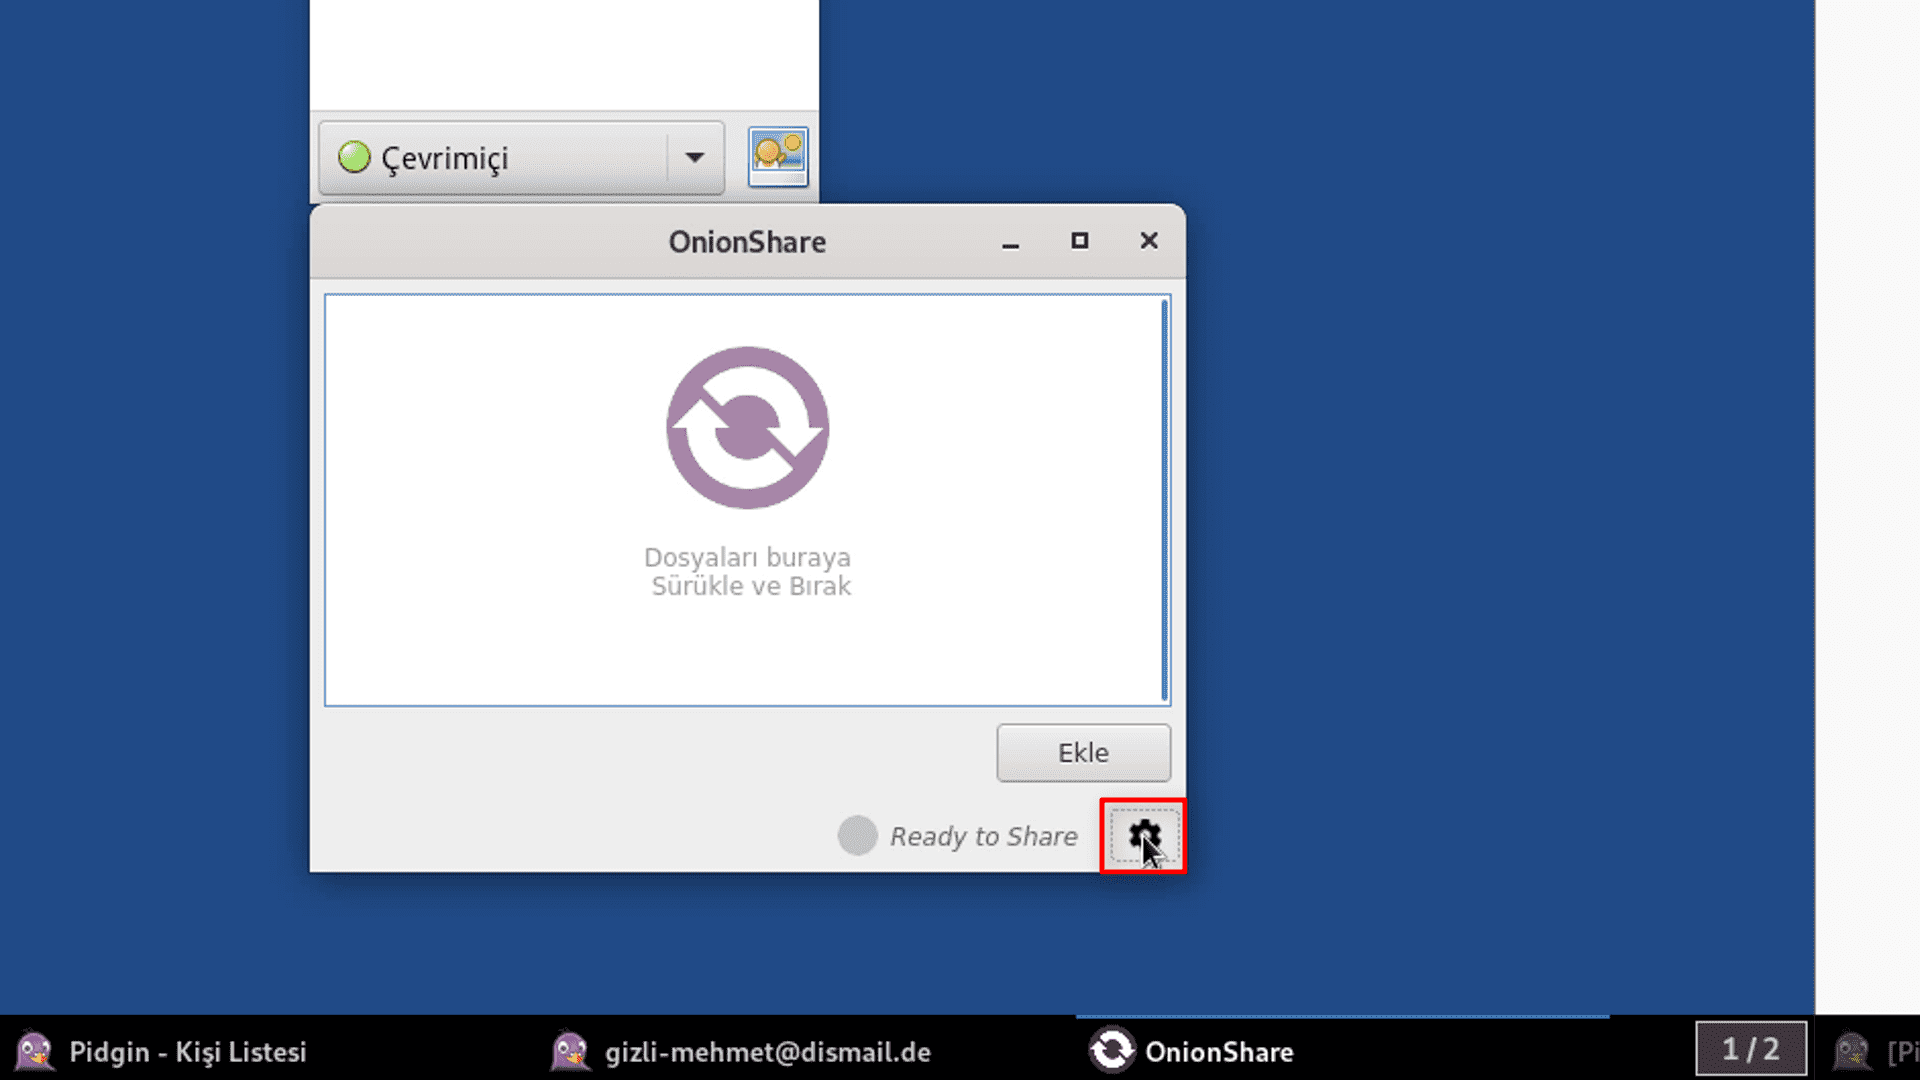 Çevrimiçi
OnionShare
Dosyaları buraya
Sürükle ve Bırak
Ekle
Ready to Share
Pidgin - Kişi Listesi
gizli-mehmet@dismail.de
OnionShare
1 / 2
[Pi